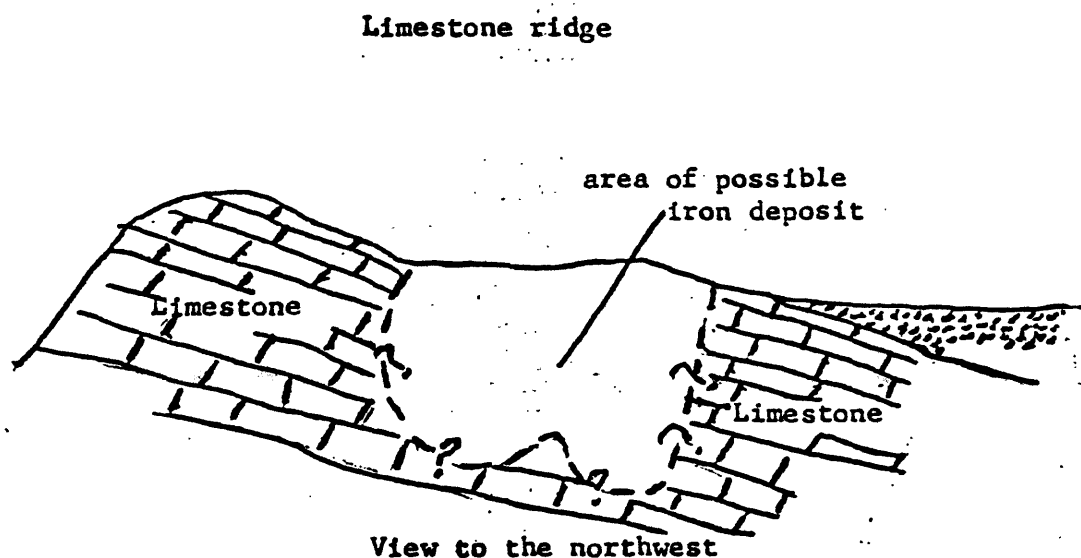 Limestone ridge
area of possible
iron deposit
Limestone
Limestone
?
?
View to the northwest